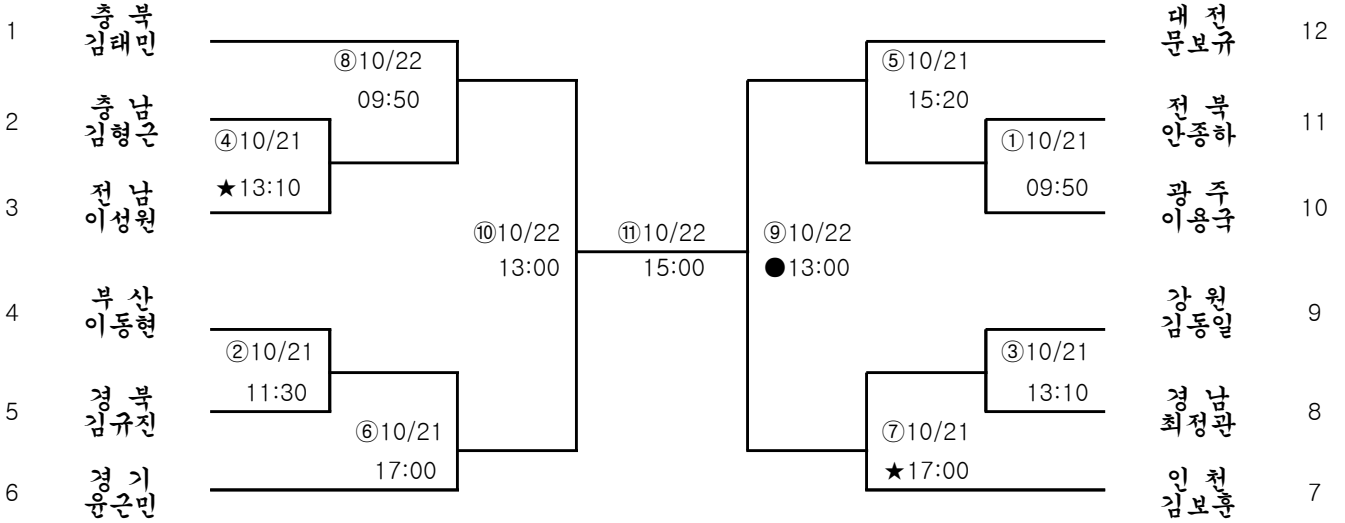 1
충 북
김태민
⑧10/22
09:50
2
충 남
김형근
④10/21
★13:10
3
전 남
이성원
⑩10/22
13:00
4
부 산
이동현
②10/21
11:30
5
경 북
김규진
⑥10/21
17:00
6
경 기
윤근민
⑪10/22
15:00
대 전
문보규
12
⑤10/21
15:20
전 북
안종하
11
①10/21
09:50
광 주
이용국
10
⑨10/22
●13:00
강 원
김동일
9
③10/21
13:10
경 남
최정관
8
⑦10/21
★17:00
인 천
김보훈
7